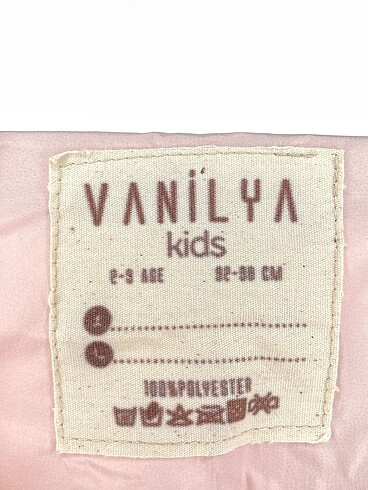 VANİLYA
kids
2-3 AGE 92-98 CM
100%POLYESTER